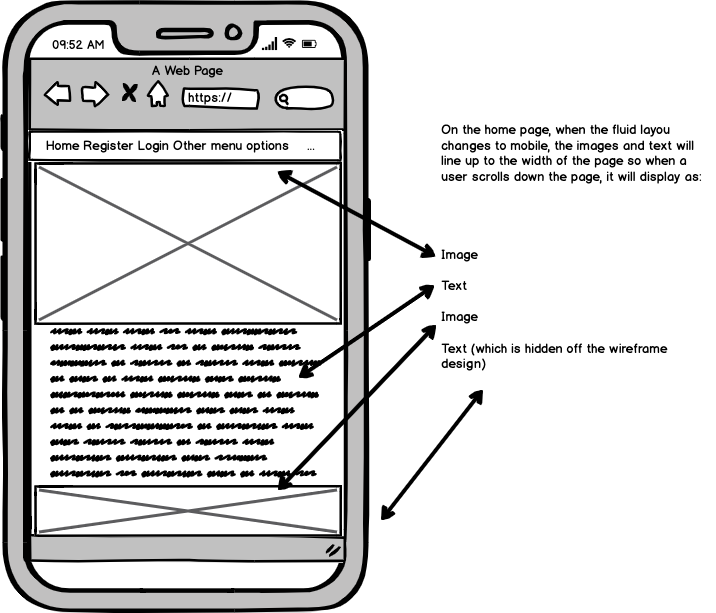 09:52 AM
A Web Page
https://
Home Register Login Other menu options ...
On the home page, when the fluid layou
changes to mobile, the images and text will
line up to the width of the page so when a
user scrolls down the page, it will display as:
Image
Text
Image
Text (which is hidden off the wireframe
design)